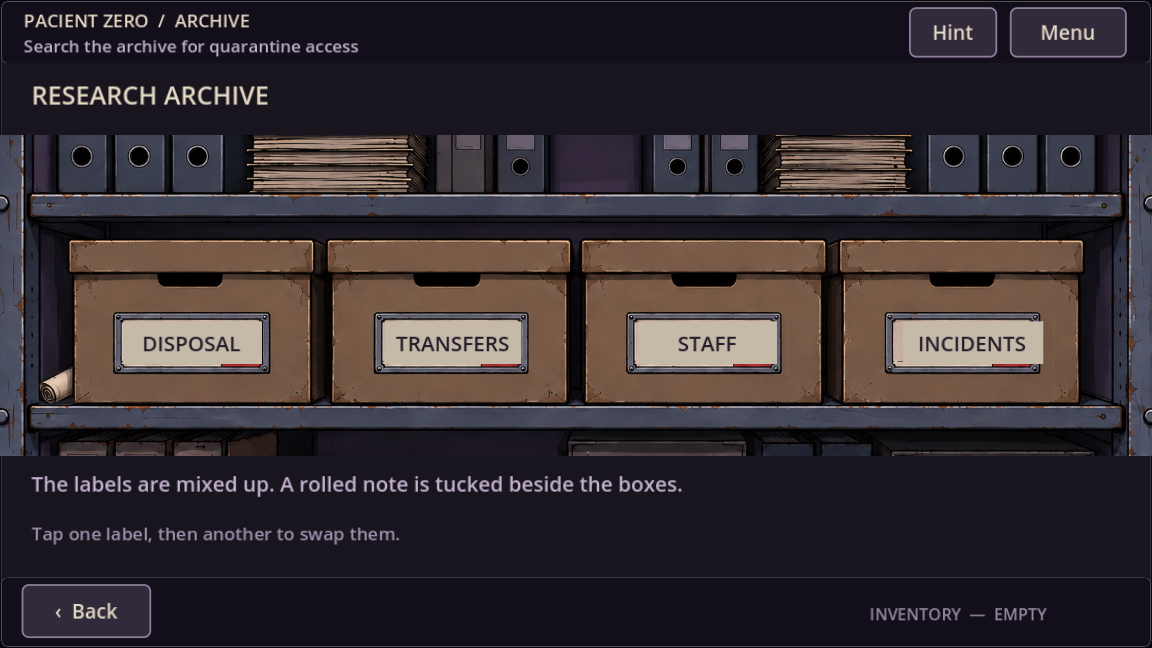 PACIENT ZERO / ARCHIVE
Search the archive for quarantine access
Hint
Menu
RESEARCH ARCHIVE
DISPOSAL
TRANSFERS
STAFF
INCIDENTS
The labels are mixed up. A rolled note is tucked beside the boxes.
Tap one label, then another to swap them.
‹ Back
INVENTORY — EMPTY